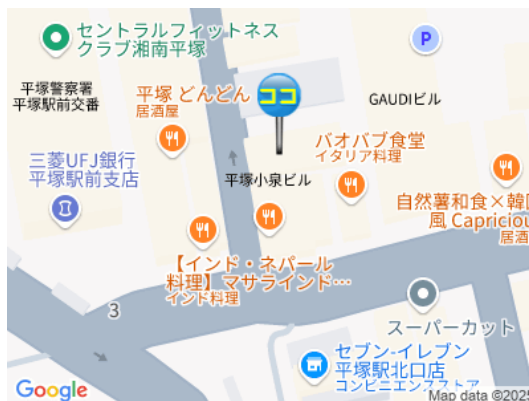 セントラルフィットネス
クラブ湘南平塚
P
平塚警察署
平塚駅前交番
平塚 どんどん
居酒屋
ココ
GAUDIビル
バオバブ食堂
イタリア料理
三菱UFJ銀行
平塚駅前支店
平塚小泉ビル
自然薯和食×韓国
風 Capriciou
居酒
【インド・ネパール
料理】マサラインド…
インド料理
3
スーパーカット
セブン-イレブン
平塚駅北口店
コンビニエンスストア
Google
Map data ©2025